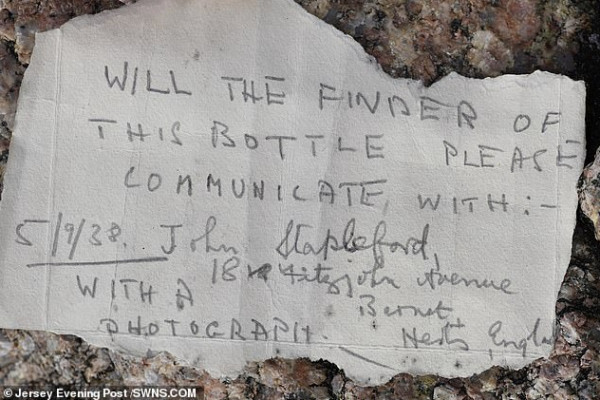 WILL THE FINDER OF
THIS BOTTLE PLEASE
COMMUNICATE WITH:-
5/9/38. John Stapleford,
18 Fitzjohn Avenue
WITH A Barnet
PHOTOGRAPH. Herts, England
© Jersey Evening Post /SWNS.COM